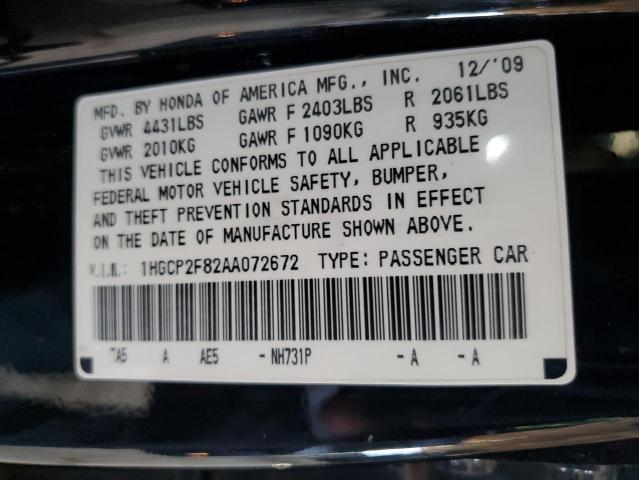 MFD. BY HONDA OF AMERICA MFG., INC. 12/'09
GVWR 4431LBS GAWR F 2403LBS R 2061LBS
GVWR 2010KG GAWR F 1090KG R 935KG
THIS VEHICLE CONFORMS TO ALL APPLICABLE
FEDERAL MOTOR VEHICLE SAFETY, BUMPER,
AND THEFT PREVENTION STANDARDS IN EFFECT
ON THE DATE OF MANUFACTURE SHOWN ABOVE.
V.I.N.: 1HGCP2F82AA072672 TYPE: PASSENGER CAR
TA5 A AE5 -NH731P -A -A